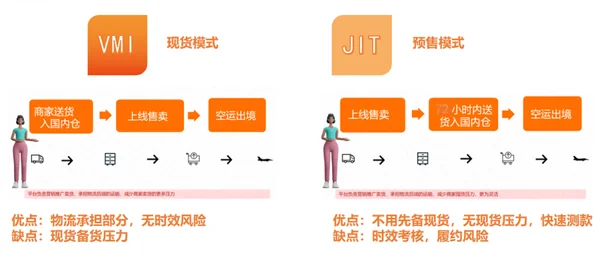 VMI 现货模式
商家送货
入国内仓
上线售卖
空运出境
优点：物流承担部分，无时效风险
缺点：现货备货压力
JIT 预售模式
上线售卖
72 小时内送
货入国内仓
空运出境
优点：不用先备现货，无现货压力，快速测款
缺点：时效考核，履约风险